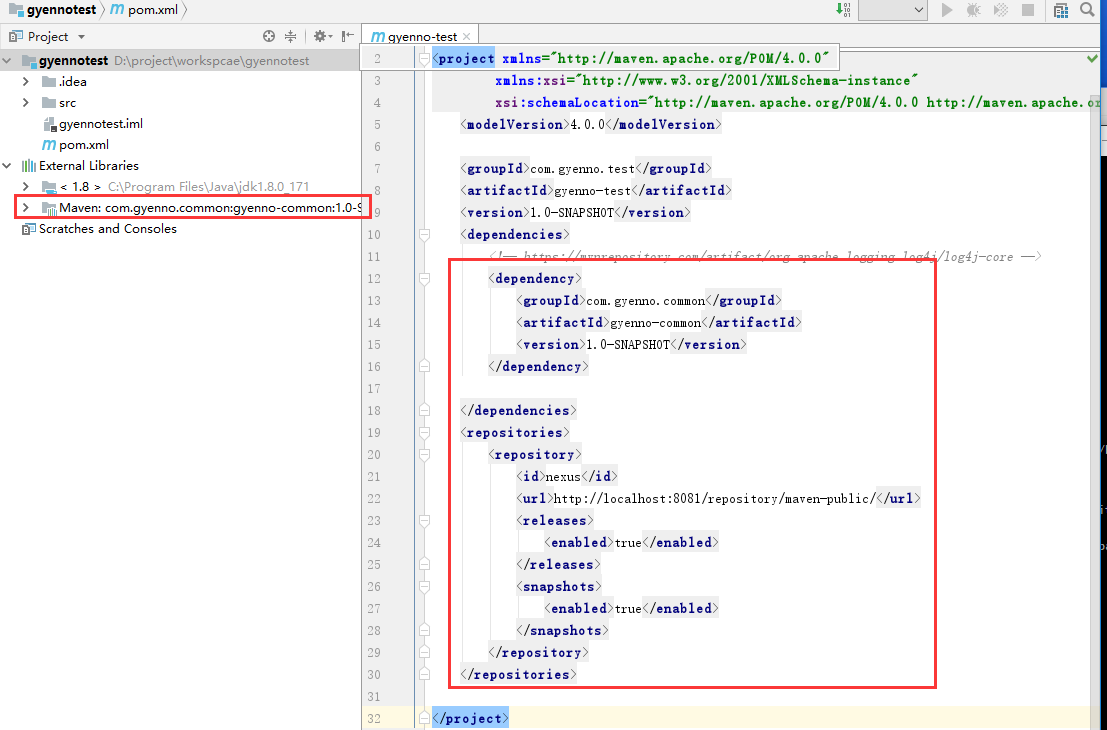 gyennotest pom.xml
Project
gyenno-test
gyennotest D:\project\workspcae\gyennotest
.idea
src
gyennotest.iml
pom.xml
External Libraries
< 1.8 > C:\Program Files\Java\jdk1.8.0_171
Maven: com.gyenno.common:gyenno-common:1.0-S
Scratches and Consoles
2 <project xmlns="http://maven.apache.org/POM/4.0.0"
3 xmlns:xsi="http://www.w3.org/2001/XMLSchema-instance"
4 xsi:schemaLocation="http://maven.apache.org/POM/4.0.0 http://maven.apache.or
5 <modelVersion>4.0.0</modelVersion>
6
7 <groupId>com.gyenno.test</groupId>
8 <artifactId>gyenno-test</artifactId>
9 <version>1.0-SNAPSHOT</version>
10 <dependencies>
11 <!-- https://mvnrepository.com/artifact/org.apache.logging.log4j/log4j-core -->
12 <dependency>
13 <groupId>com.gyenno.common</groupId>
14 <artifactId>gyenno-common</artifactId>
15 <version>1.0-SNAPSHOT</version>
16 </dependency>
17
18 </dependencies>
19 <repositories>
20 <repository>
21 <id>nexus</id>
22 <url>http://localhost:8081/repository/maven-public/</url>
23 <releases>
24 <enabled>true</enabled>
25 </releases>
26 <snapshots>
27 <enabled>true</enabled>
28 </snapshots>
29 </repository>
30 </repositories>
31
32 </project>